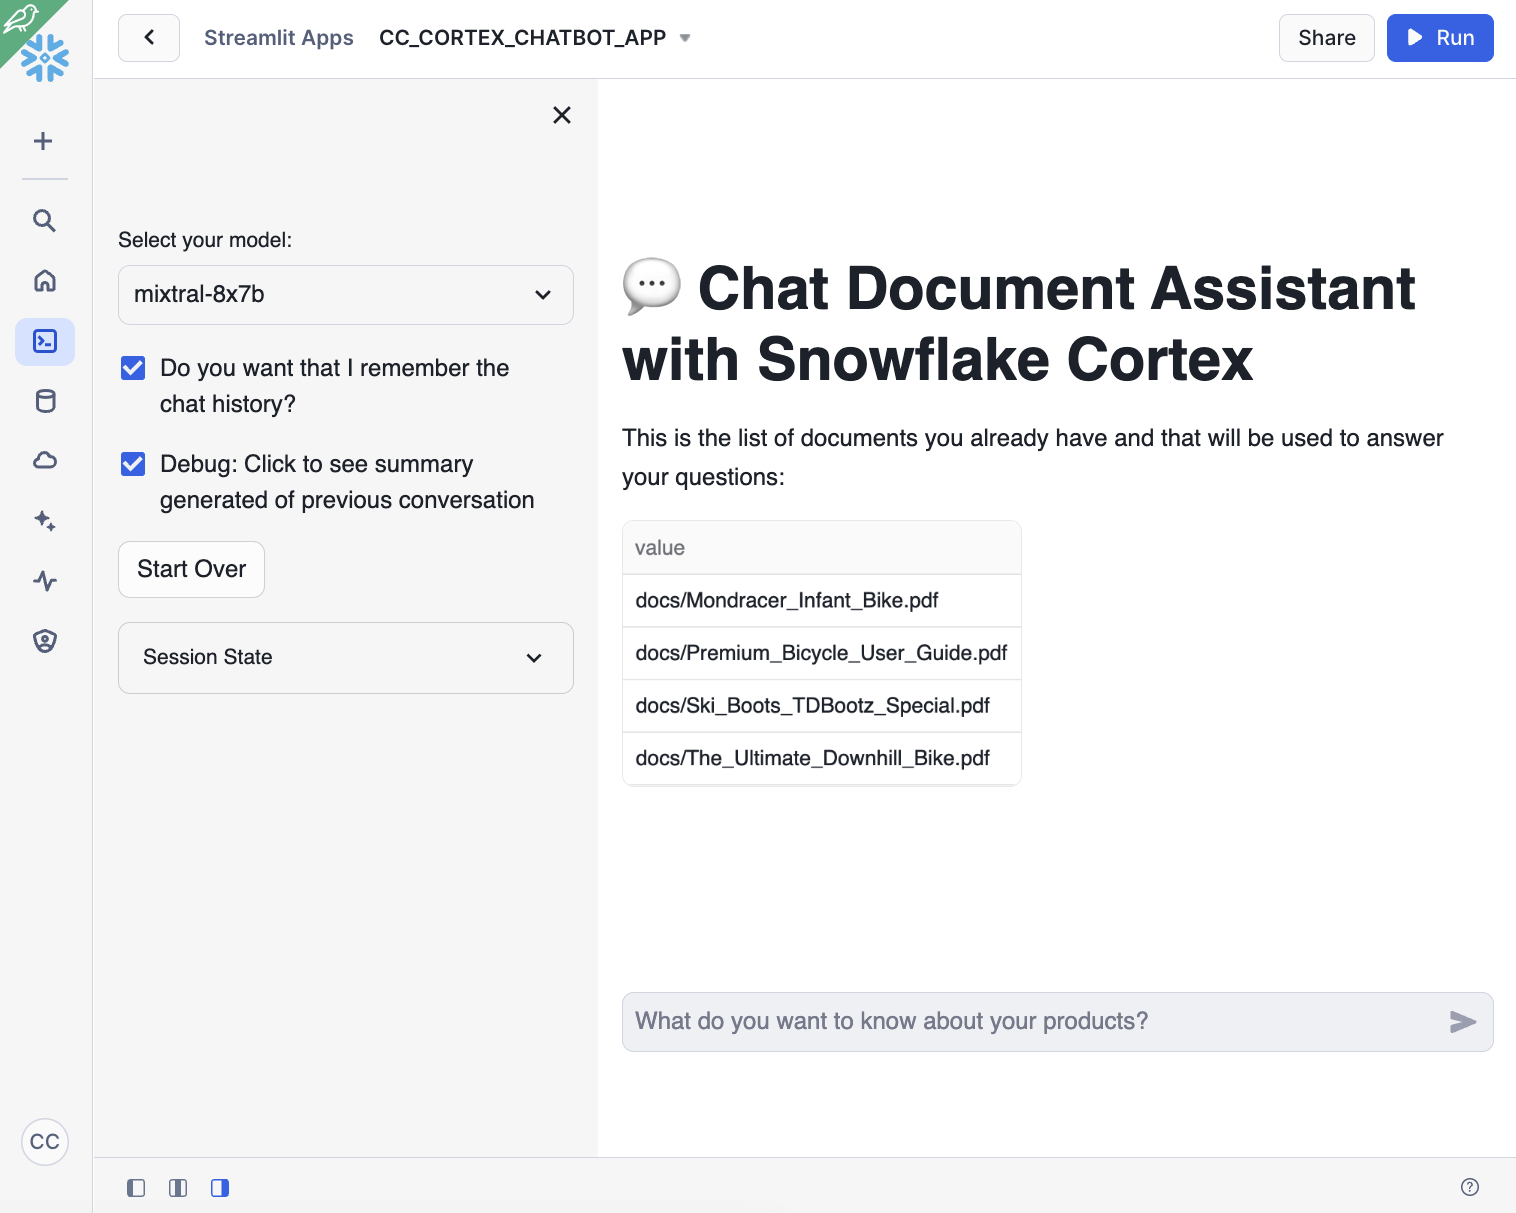 Streamlit Apps CC_CORTEX_CHATBOT_APP
Share
Run
Select your model:
mixtral-8x7b
Do you want that I remember the
chat history?
Debug: Click to see summary
generated of previous conversation
Start Over
Session State
Chat Document Assistant
with Snowflake Cortex
This is the list of documents you already have and that will be used to answer
your questions:
value
docs/Mondracer_Infant_Bike.pdf
docs/Premium_Bicycle_User_Guide.pdf
docs/Ski_Boots_TDBootz_Special.pdf
docs/The_Ultimate_Downhill_Bike.pdf
What do you want to know about your products?
CC